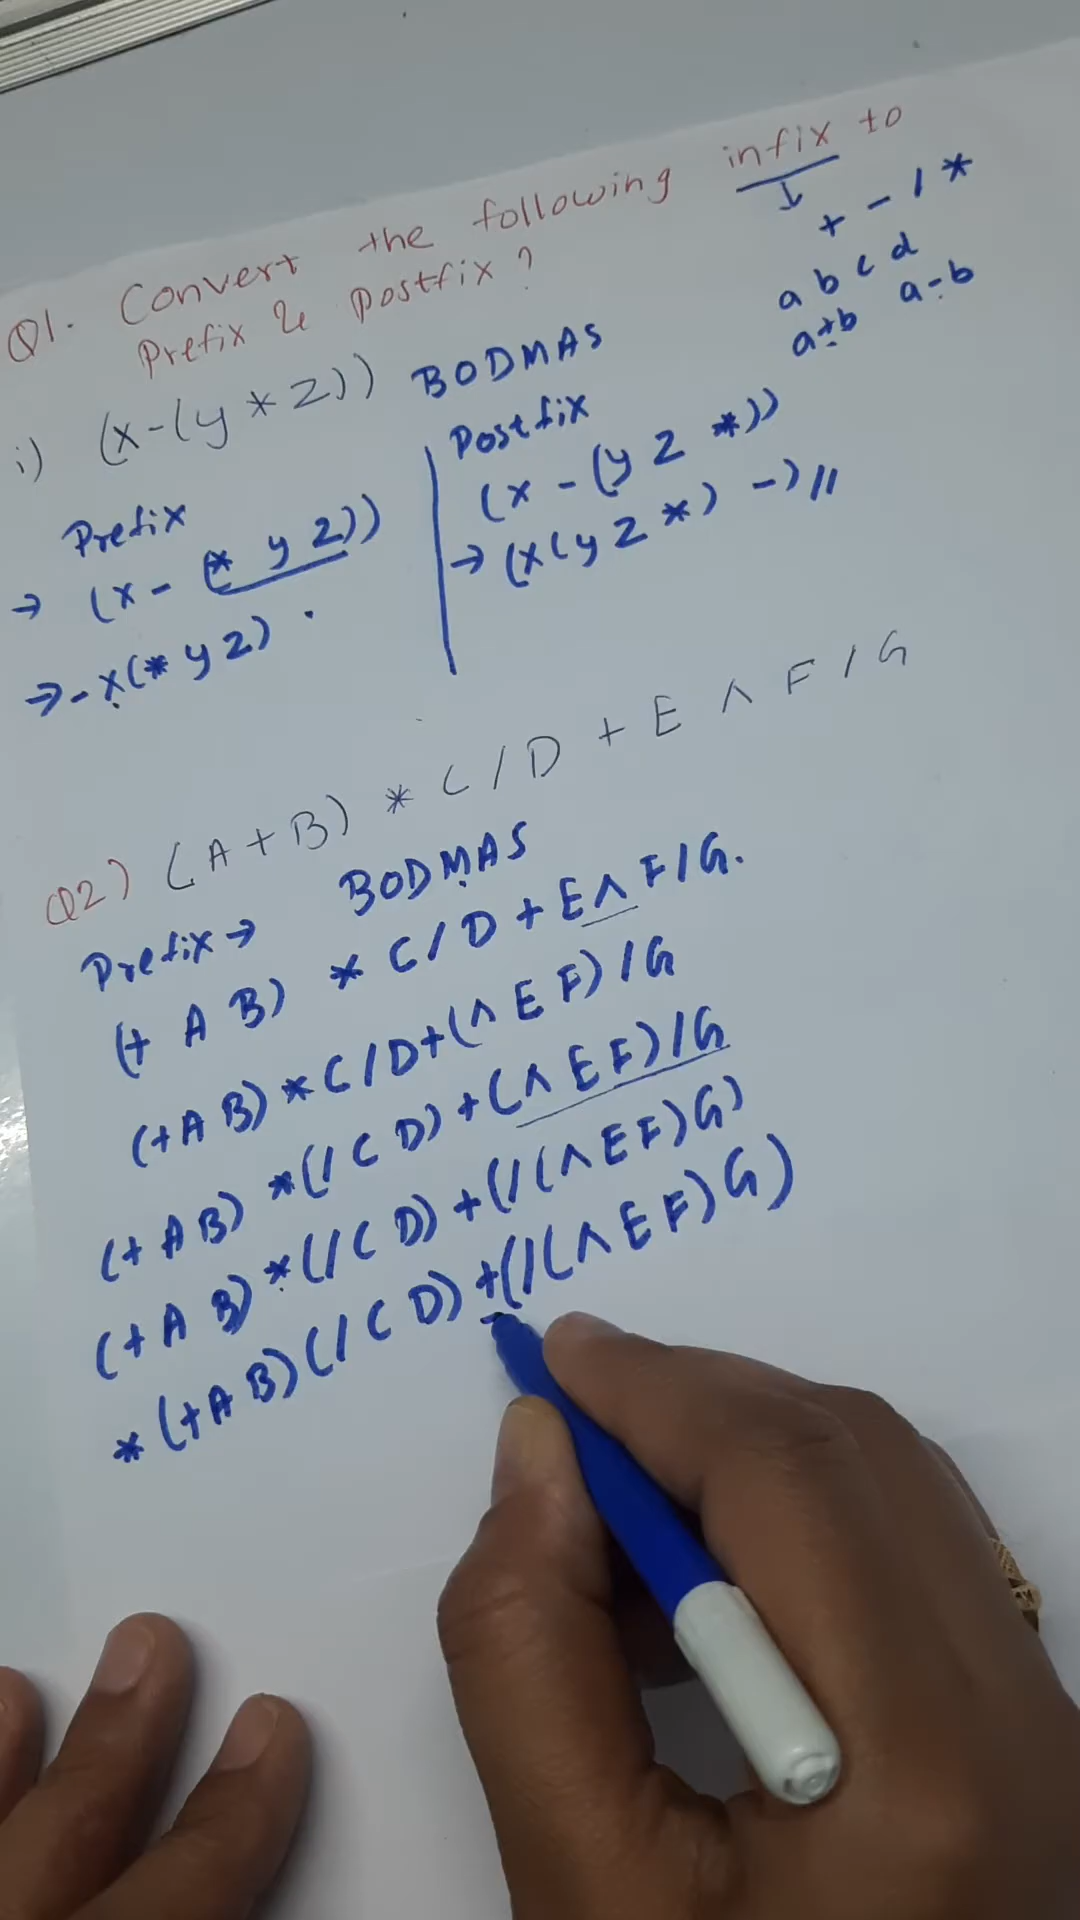 Q1. Convert the following infix to
Prefix & postfix?
↓
+ - / *
a b c d
a+b a-b
i) (x-(y*z)) BODMAS
Prefix
→ (x - (* y z))
→ - x(* y z) .
Postfix
(x - (y z *))
→ (x(y z *) -) //
Q2) (A+B) * C / D + E ∧ F / G
Prefix → BODMAS
(+ A B) * C / D + E ∧ F / G.
(+A B) * C / D + (∧ E F) / G
(+ A B) * (/ C D) + (∧ E F) / G
(+ A B) * (/ C D) + (/ (∧ E F) G)
* (+A B) (/ C D) + (/ (∧ E F) G)